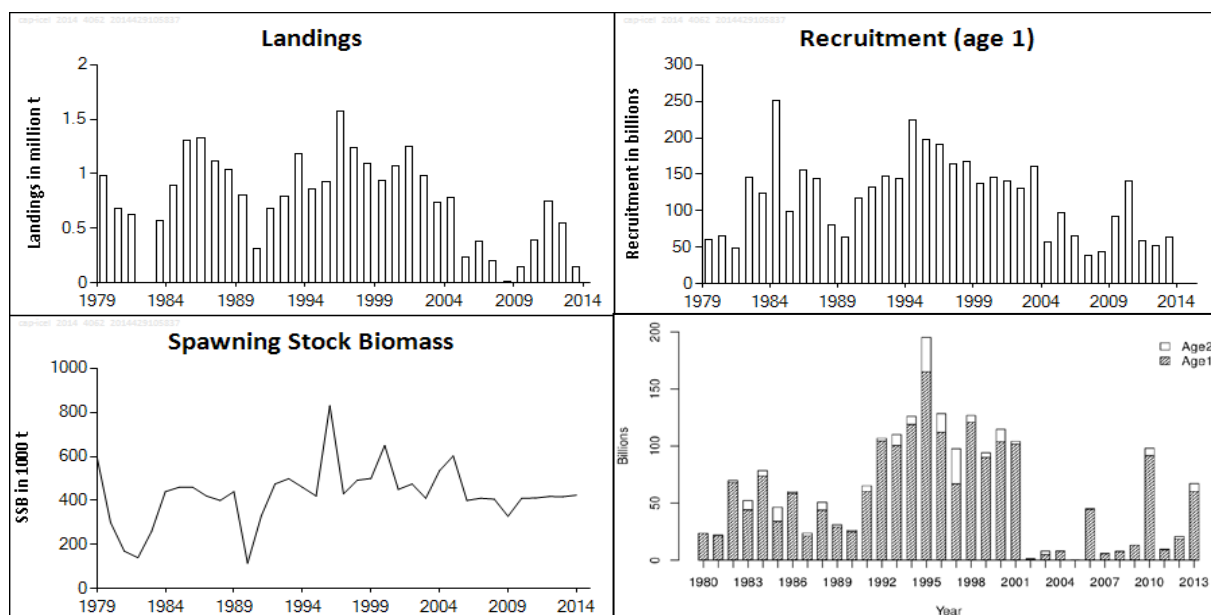 capricel 2014 4062 2014429105837
Landings
Landings in million t
2
1.5
1
0.5
0
1979 1984 1989 1994 1999 2004 2009 2014
Recruitment (age 1)
Recruitment in billions
300
250
200
150
100
50
0
1979 1984 1989 1994 1999 2004 2009 2014
Spawning Stock Biomass
SSB in 1000 t
1000
800
600
400
200
0
1979 1984 1989 1994 1999 2004 2009 2014
Age2
Age1
Billions
200
150
100
50
0
1980 1983 1986 1989 1992 1995 1998 2001 2004 2007 2010 2013
Year